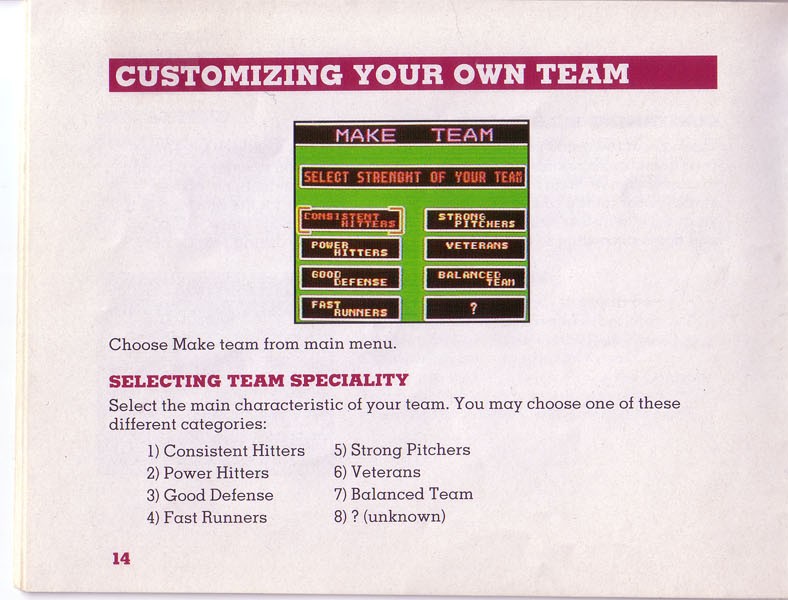 CUSTOMIZING YOUR OWN TEAM
MAKE TEAM
SELECT STRENGHT OF YOUR TEAM
CONSISTENT
HITTERS
STRONG
PITCHERS
POWER
HITTERS
VETERANS
GOOD
DEFENSE
BALANCED
TEAM
FAST
RUNNERS
?
Choose Make team from main menu.
SELECTING TEAM SPECIALITY
Select the main characteristic of your team. You may choose one of these
different categories:
1) Consistent Hitters
2) Power Hitters
3) Good Defense
4) Fast Runners
5) Strong Pitchers
6) Veterans
7) Balanced Team
8) ? (unknown)
14